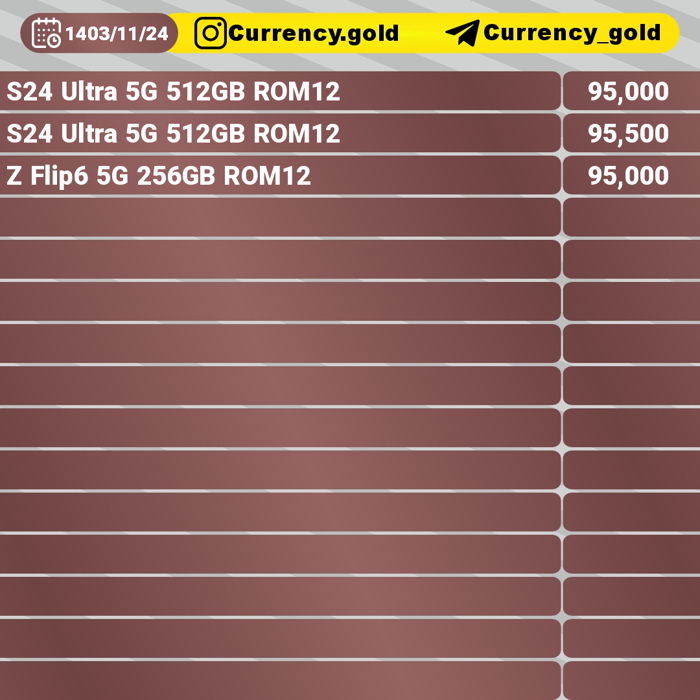 1403/11/24 Currency.gold Currency_gold
S24 Ultra 5G 512GB ROM12 95,000
S24 Ultra 5G 512GB ROM12 95,500
Z Flip6 5G 256GB ROM12 95,000